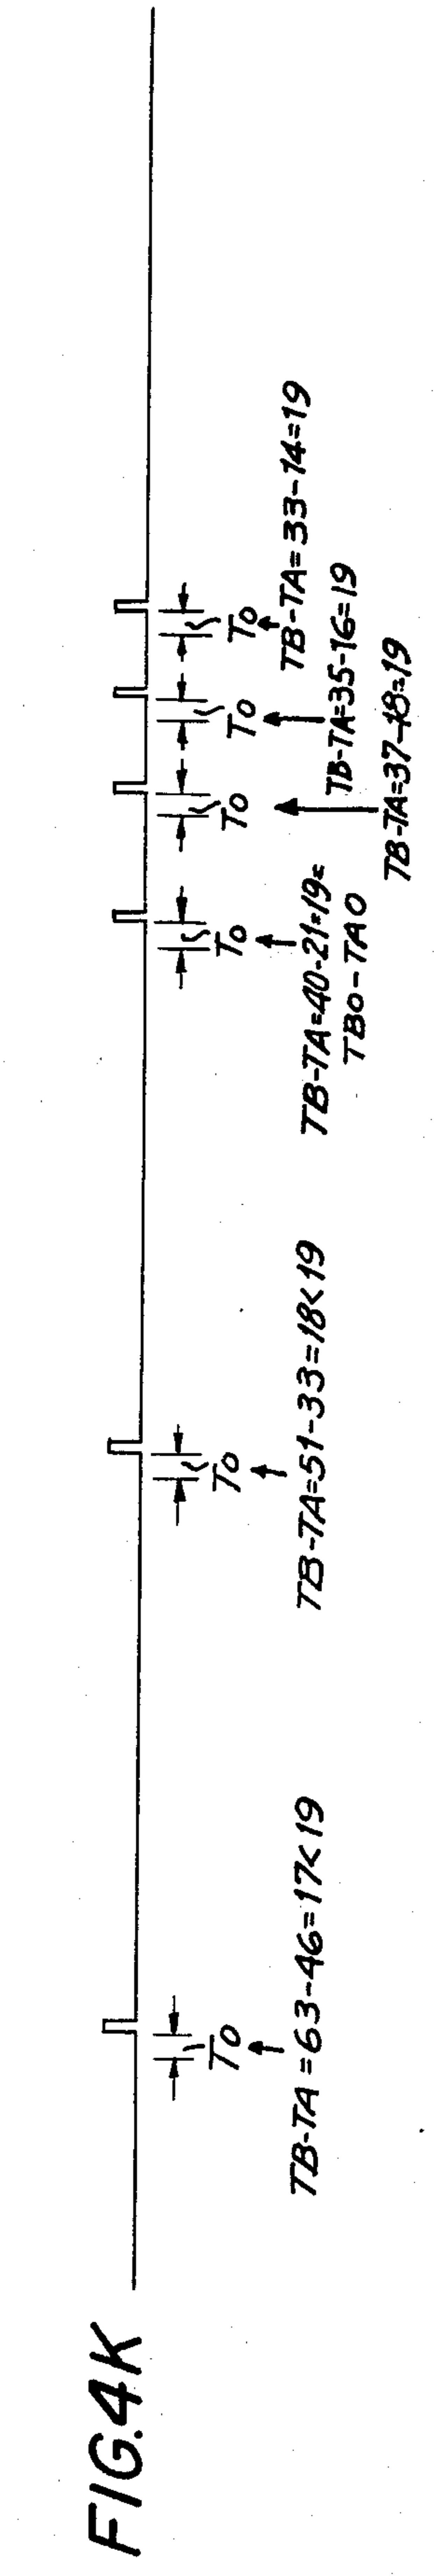 FIG.4K
To
TB-TA=63-46=17<19
To
TB-TA=51-33=18<19
To
TB-TA=40-21=19=
TBO-TAO
To
TB-TA=37-18=19
To
TB-TA=35-16=19
To
TB-TA=33-14=19